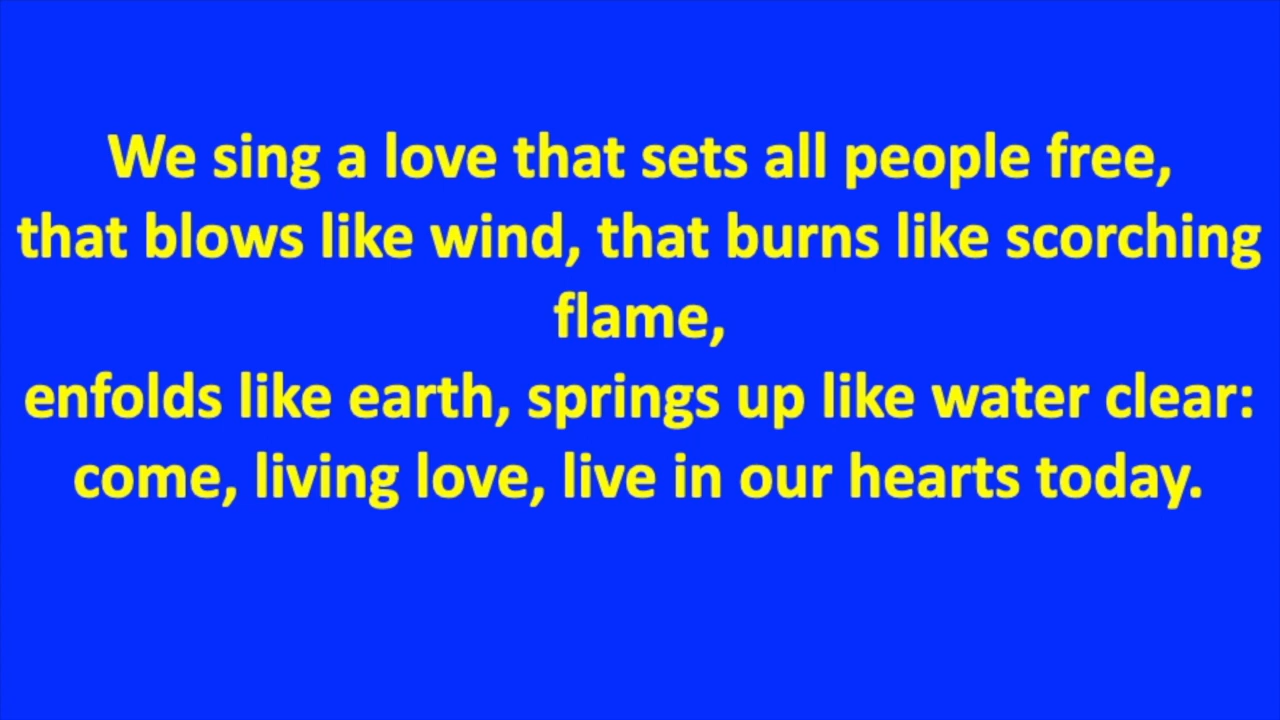 We sing a love that sets all people free,
that blows like wind, that burns like scorching
flame,
enfolds like earth, springs up like water clear:
come, living love, live in our hearts today.